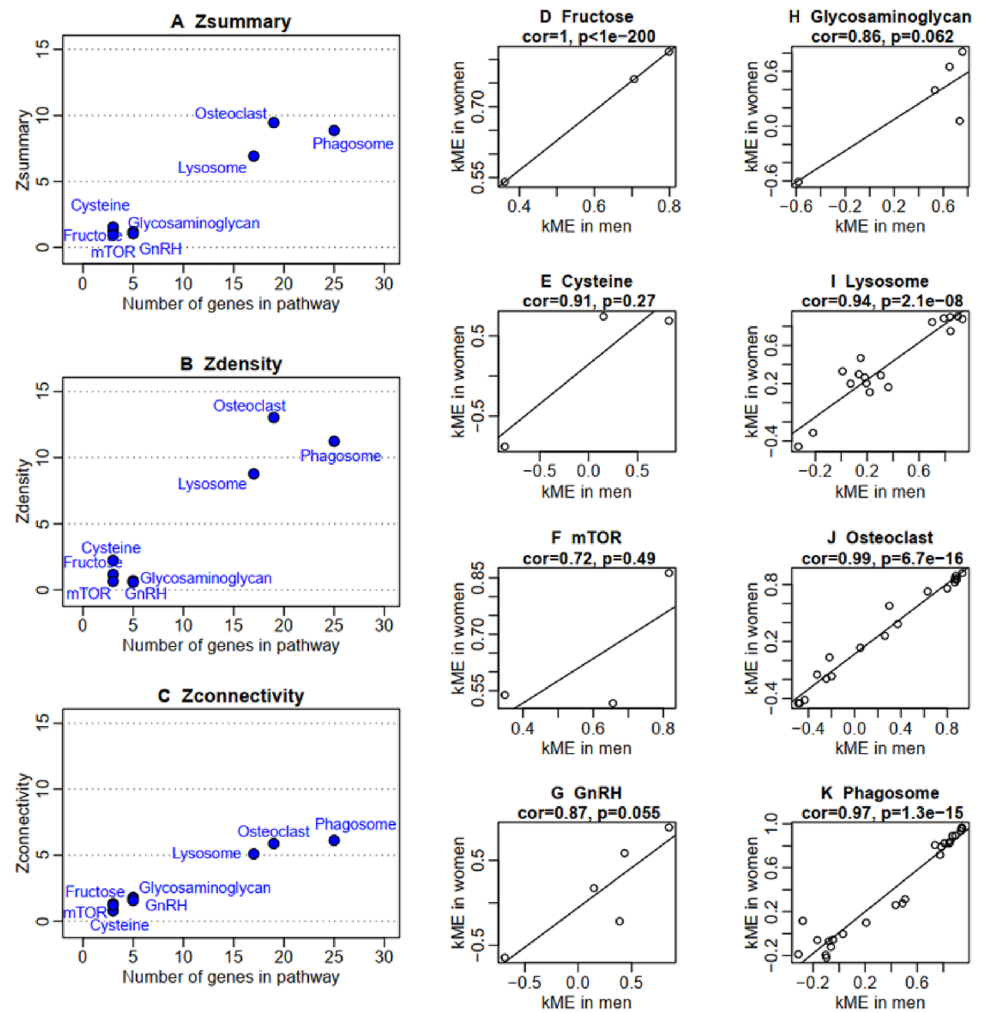 A Zsummary
Zsummary
15
10
5
0
Osteoclast
Phagosome
Lysosome
Cysteine
Glycosaminoglycan
Fructose
mTOR
GnRH
0 5 10 15 20 25 30
Number of genes in pathway
B Zdensity
Zdensity
15
10
5
0
Osteoclast
Phagosome
Lysosome
Cysteine
Fructose
Glycosaminoglycan
mTOR
GnRH
0 5 10 15 20 25 30
Number of genes in pathway
C Zconnectivity
Zconnectivity
15
10
5
0
Phagosome
Osteoclast
Lysosome
Glycosaminoglycan
Fructose
GnRH
mTOR
Cysteine
0 5 10 15 20 25 30
Number of genes in pathway
D Fructose
cor=1, p<1e−200
kME in women
0.70
0.55
0.4 0.6 0.8
kME in men
E Cysteine
cor=0.91, p=0.27
kME in women
0.5
−0.5
−0.5 0.0 0.5
kME in men
F mTOR
cor=0.72, p=0.49
kME in women
0.85
0.70
0.55
0.4 0.6 0.8
kME in men
G GnRH
cor=0.87, p=0.055
kME in women
0.5
−0.5
−0.5 0.0 0.5
kME in men
H Glycosaminoglycan
cor=0.86, p=0.062
kME in women
0.6
0.0
−0.6
−0.6 −0.2 0.2 0.6
kME in men
I Lysosome
cor=0.94, p=2.1e−08
kME in women
0.6
0.2
−0.4
−0.2 0.2 0.6
kME in men
J Osteoclast
cor=0.99, p=6.7e−16
kME in women
0.8
0.2
−0.4
−0.4 0.0 0.4 0.8
kME in men
K Phagosome
cor=0.97, p=1.3e−15
kME in women
1.0
0.6
0.2
−0.2
−0.2 0.2 0.6
kME in men